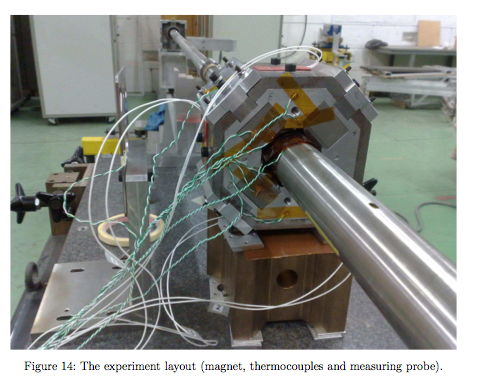 Figure 14: The experiment layout (magnet, thermocouples and measuring probe).